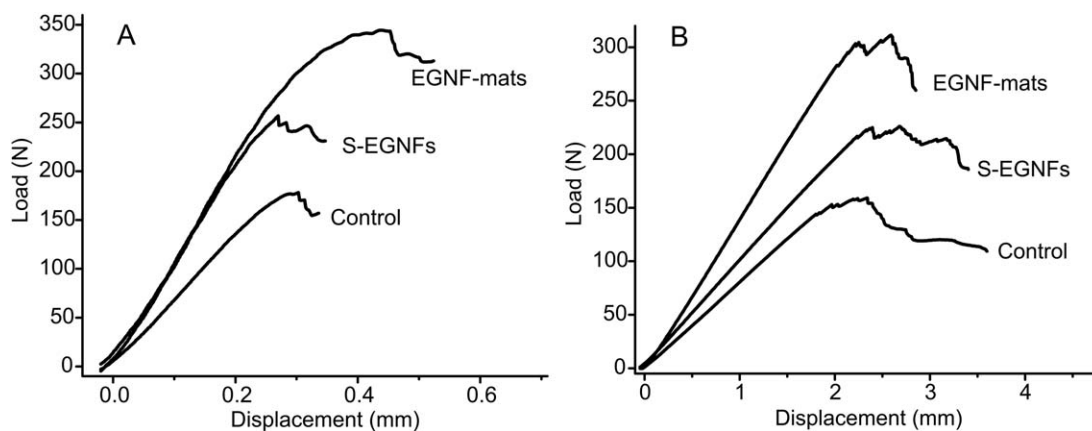 A
350
300
250
200
150
100
50
0
Load (N)
EGNF-mats
S-EGNFs
Control
0.0 0.2 0.4 0.6
Displacement (mm)
B
300
250
200
150
100
50
0
Load (N)
EGNF-mats
S-EGNFs
Control
0 1 2 3 4
Displacement (mm)